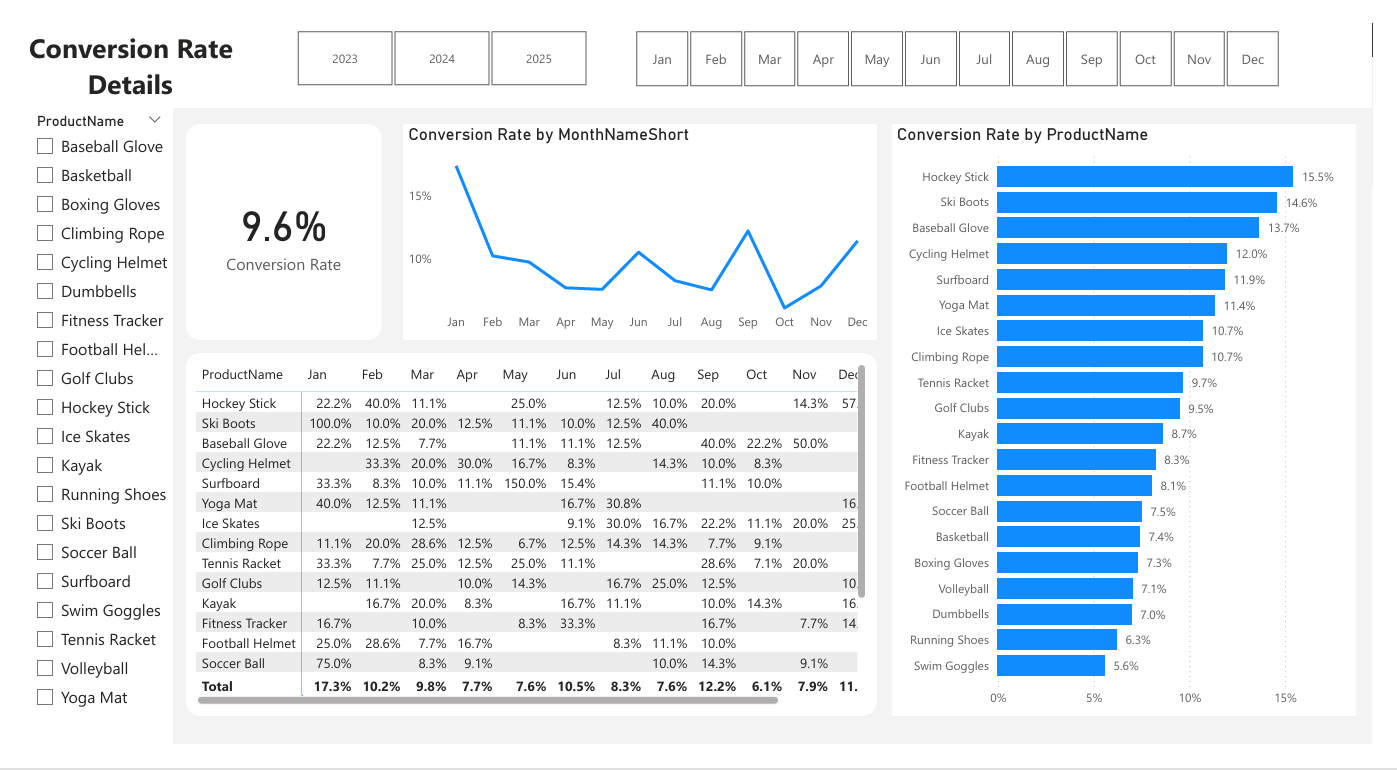 Conversion Rate
Details
2023 2024 2025
Jan Feb Mar Apr May Jun Jul Aug Sep Oct Nov Dec
ProductName
Baseball Glove
Basketball
Boxing Gloves
Climbing Rope
Cycling Helmet
Dumbbells
Fitness Tracker
Football Hel...
Golf Clubs
Hockey Stick
Ice Skates
Kayak
Running Shoes
Ski Boots
Soccer Ball
Surfboard
Swim Goggles
Tennis Racket
Volleyball
Yoga Mat
9.6%
Conversion Rate
Conversion Rate by MonthNameShort
15%
10%
Jan Feb Mar Apr May Jun Jul Aug Sep Oct Nov Dec
ProductName Jan Feb Mar Apr May Jun Jul Aug Sep Oct Nov Dec
Hockey Stick 22.2% 40.0% 11.1% 25.0% 12.5% 10.0% 20.0% 14.3% 57.
Ski Boots 100.0% 10.0% 20.0% 12.5% 11.1% 10.0% 12.5% 40.0%
Baseball Glove 22.2% 12.5% 7.7% 11.1% 11.1% 12.5% 40.0% 22.2% 50.0%
Cycling Helmet 33.3% 20.0% 30.0% 16.7% 8.3% 14.3% 10.0% 8.3%
Surfboard 33.3% 8.3% 10.0% 11.1% 150.0% 15.4% 11.1% 10.0%
Yoga Mat 40.0% 12.5% 11.1% 16.7% 30.8% 16.
Ice Skates 12.5% 9.1% 30.0% 16.7% 22.2% 11.1% 20.0% 25.
Climbing Rope 11.1% 20.0% 28.6% 12.5% 6.7% 12.5% 14.3% 14.3% 7.7% 9.1%
Tennis Racket 33.3% 7.7% 25.0% 12.5% 25.0% 11.1% 28.6% 7.1% 20.0%
Golf Clubs 12.5% 11.1% 10.0% 14.3% 16.7% 25.0% 12.5% 10.
Kayak 16.7% 20.0% 8.3% 16.7% 11.1% 10.0% 14.3% 16.
Fitness Tracker 16.7% 10.0% 8.3% 33.3% 16.7% 7.7% 14.
Football Helmet 25.0% 28.6% 7.7% 16.7% 8.3% 11.1% 10.0%
Soccer Ball 75.0% 8.3% 9.1% 10.0% 14.3% 9.1%
Total 17.3% 10.2% 9.8% 7.7% 7.6% 10.5% 8.3% 7.6% 12.2% 6.1% 7.9% 11.
Conversion Rate by ProductName
Hockey Stick 15.5%
Ski Boots 14.6%
Baseball Glove 13.7%
Cycling Helmet 12.0%
Surfboard 11.9%
Yoga Mat 11.4%
Ice Skates 10.7%
Climbing Rope 10.7%
Tennis Racket 9.7%
Golf Clubs 9.5%
Kayak 8.7%
Fitness Tracker 8.3%
Football Helmet 8.1%
Soccer Ball 7.5%
Basketball 7.4%
Boxing Gloves 7.3%
Volleyball 7.1%
Dumbbells 7.0%
Running Shoes 6.3%
Swim Goggles 5.6%
0% 5% 10% 15%